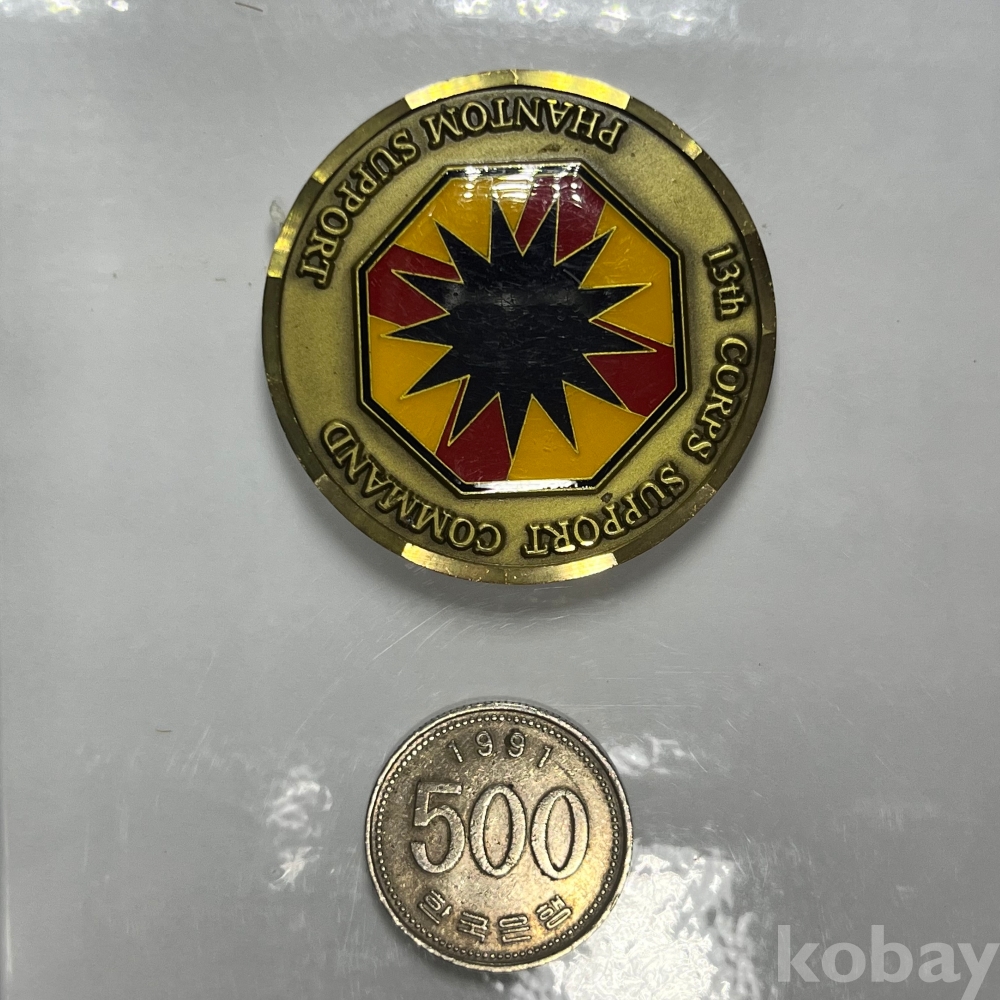 13th CORPS SUPPORT COMMAND
PHANTOM SUPPORT
1991
500
한국은행
kobay